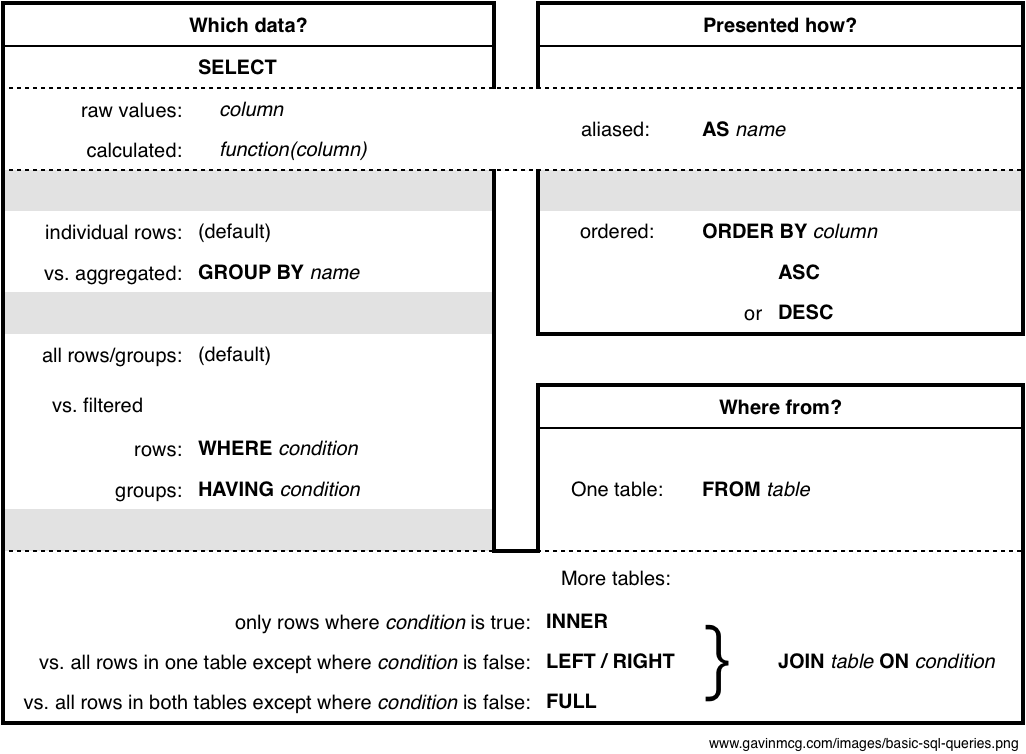 Which data?
SELECT
raw values: column
calculated: function(column)
individual rows: (default)
vs. aggregated: GROUP BY name
all rows/groups: (default)
vs. filtered
rows: WHERE condition
groups: HAVING condition
Presented how?
aliased: AS name
ordered: ORDER BY column
ASC
or DESC
Where from?
One table: FROM table
More tables:
only rows where condition is true: INNER
vs. all rows in one table except where condition is false: LEFT / RIGHT } JOIN table ON condition
vs. all rows in both tables except where condition is false: FULL
www.gavinmcg.com/images/basic-sql-queries.png